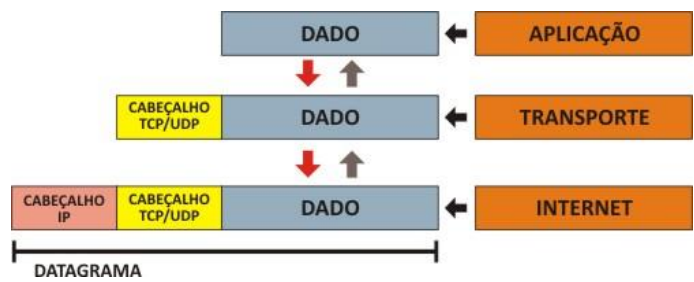 DADO
APLICAÇÃO
CABEÇALHO
TCP/UDP
DADO
TRANSPORTE
CABEÇALHO
IP
CABEÇALHO
TCP/UDP
DADO
INTERNET
DATAGRAMA